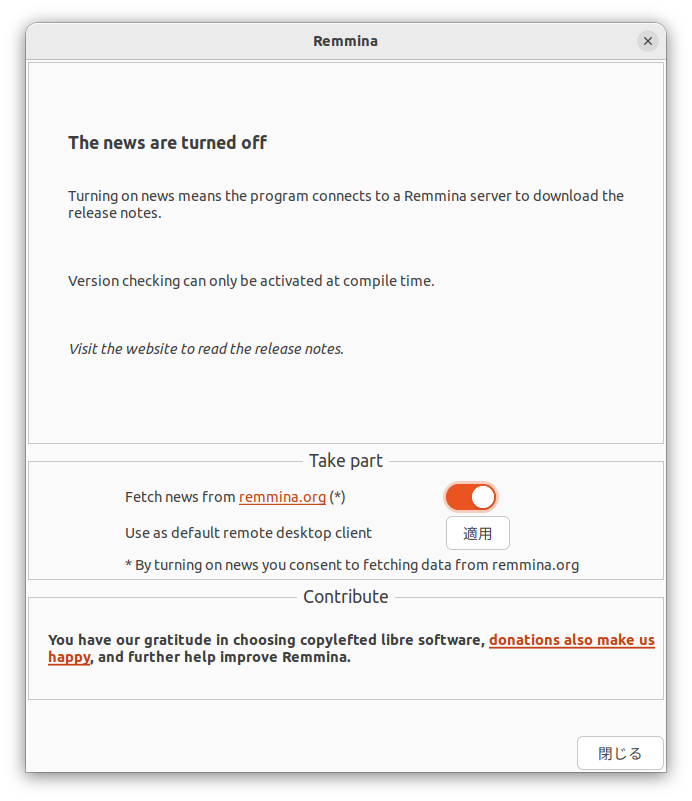 Remmina
The news are turned off
Turning on news means the program connects to a Remmina server to download the
release notes.
Version checking can only be activated at compile time.
Visit the website to read the release notes.
Take part
Fetch news from remmina.org (*)
Use as default remote desktop client 適用
* By turning on news you consent to fetching data from remmina.org
Contribute
You have our gratitude in choosing copylefted libre software, donations also make us
happy, and further help improve Remmina.
閉じる